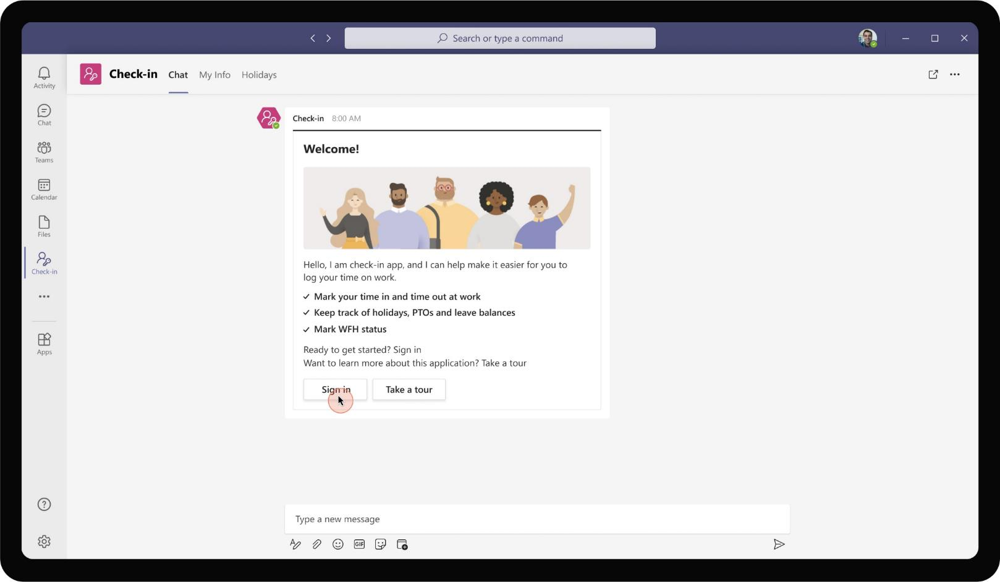 Search or type a command
Activity
Chat
Teams
Calendar
Files
Check-in
Apps
Check-in Chat My Info Holidays
Check-in 8:00 AM
Welcome!
Hello, I am check-in app, and I can help make it easier for you to
log your time on work.
Mark your time in and time out at work
Keep track of holidays, PTOs and leave balances
Mark WFH status
Ready to get started? Sign in
Want to learn more about this application? Take a tour
Sign in Take a tour
Type a new message
GIF